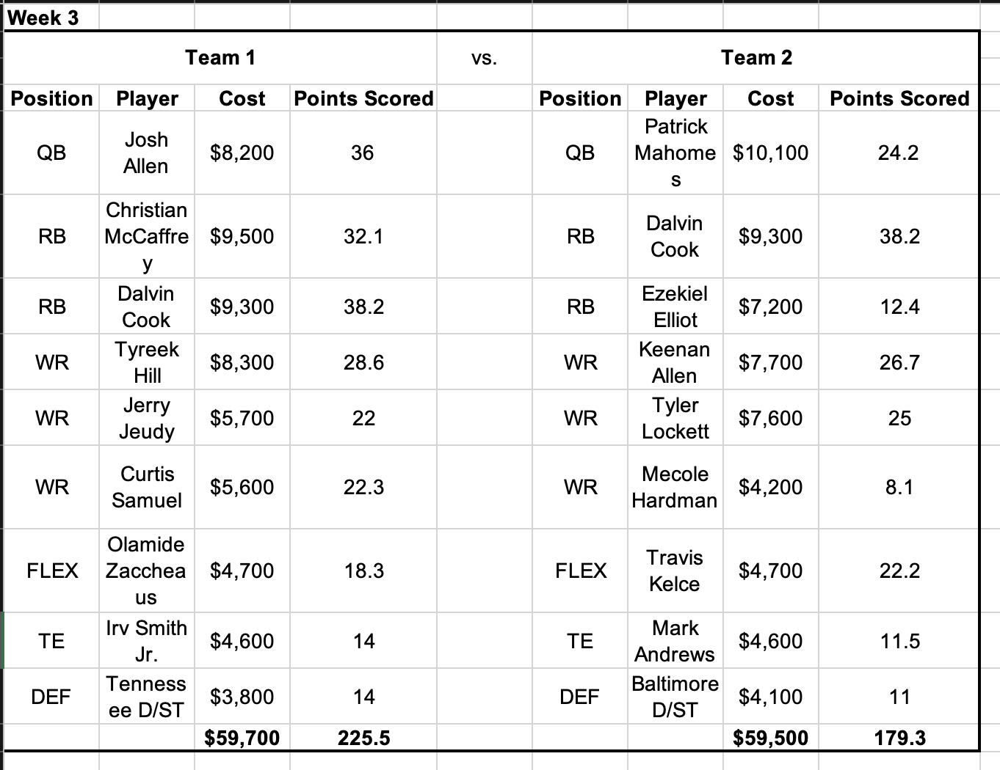 Week 3
Team 1 vs. Team 2
Position Player Cost Points Scored Position Player Cost Points Scored
QB Josh Allen $8,200 36 QB Patrick Mahomes $10,100 24.2
RB Christian McCaffrey $9,500 32.1 RB Dalvin Cook $9,300 38.2
RB Dalvin Cook $9,300 38.2 RB Ezekiel Elliot $7,200 12.4
WR Tyreek Hill $8,300 28.6 WR Keenan Allen $7,700 26.7
WR Jerry Jeudy $5,700 22 WR Tyler Lockett $7,600 25
WR Curtis Samuel $5,600 22.3 WR Mecole Hardman $4,200 8.1
FLEX Olamide Zaccheaus $4,700 18.3 FLEX Travis Kelce $4,700 22.2
TE Irv Smith Jr. $4,600 14 TE Mark Andrews $4,600 11.5
DEF Tennessee D/ST $3,800 14 DEF Baltimore D/ST $4,100 11
$59,700 225.5 $59,500 179.3